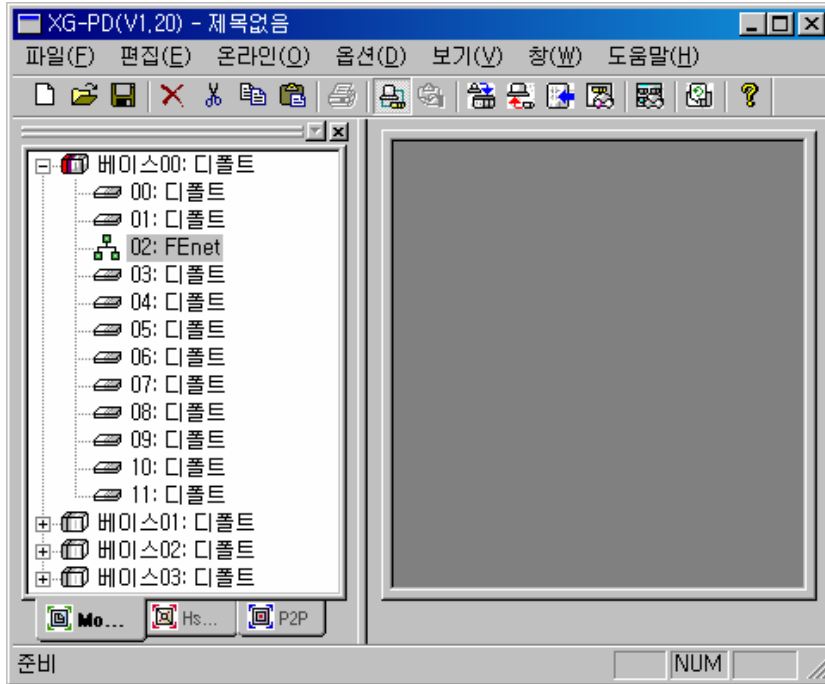 XG-PD(V1,20) - 제목없음
파일(F) 편집(E) 온라인(O) 옵션(D) 보기(V) 창(W) 도움말(H)
베이스00: 디폴트
00: 디폴트
01: 디폴트
02: FEnet
03: 디폴트
04: 디폴트
05: 디폴트
06: 디폴트
07: 디폴트
08: 디폴트
09: 디폴트
10: 디폴트
11: 디폴트
베이스01: 디폴트
베이스02: 디폴트
베이스03: 디폴트
Mo... Hs... P2P
준비 NUM